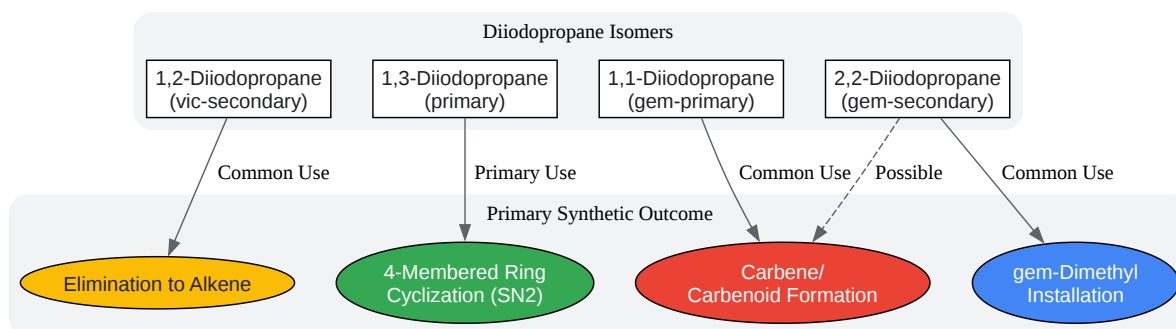 Diiodopropane Isomers
1,2-Diiodopropane
(vic-secondary)
1,3-Diiodopropane
(primary)
1,1-Diiodopropane
(gem-primary)
2,2-Diiodopropane
(gem-secondary)
Common Use
Primary Use
Common Use
Possible
Common Use
Primary Synthetic Outcome
Elimination to Alkene
4-Membered Ring
Cyclization (SN2)
Carbene/
Carbenoid Formation
gem-Dimethyl
Installation